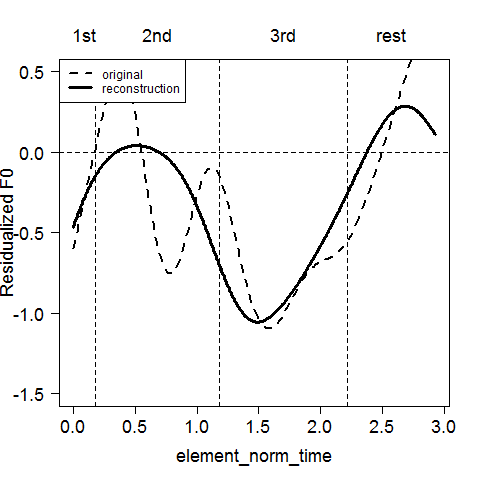 1st 2nd 3rd rest
original
reconstruction
0.5
0.0
-0.5
-1.0
-1.5
Residualized F0
0.0 0.5 1.0 1.5 2.0 2.5 3.0
element_norm_time